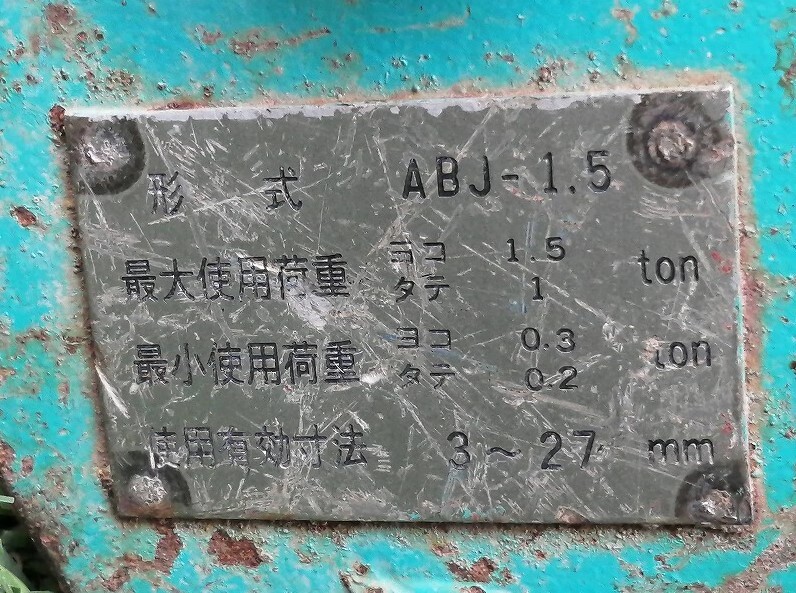 形 式 ABJ-1.5
最大使用荷重 ヨコ 1.5 ton
タテ 1
最小使用荷重 ヨコ 0.3 ton
タテ 0.2
使用有効寸法 3～27 mm